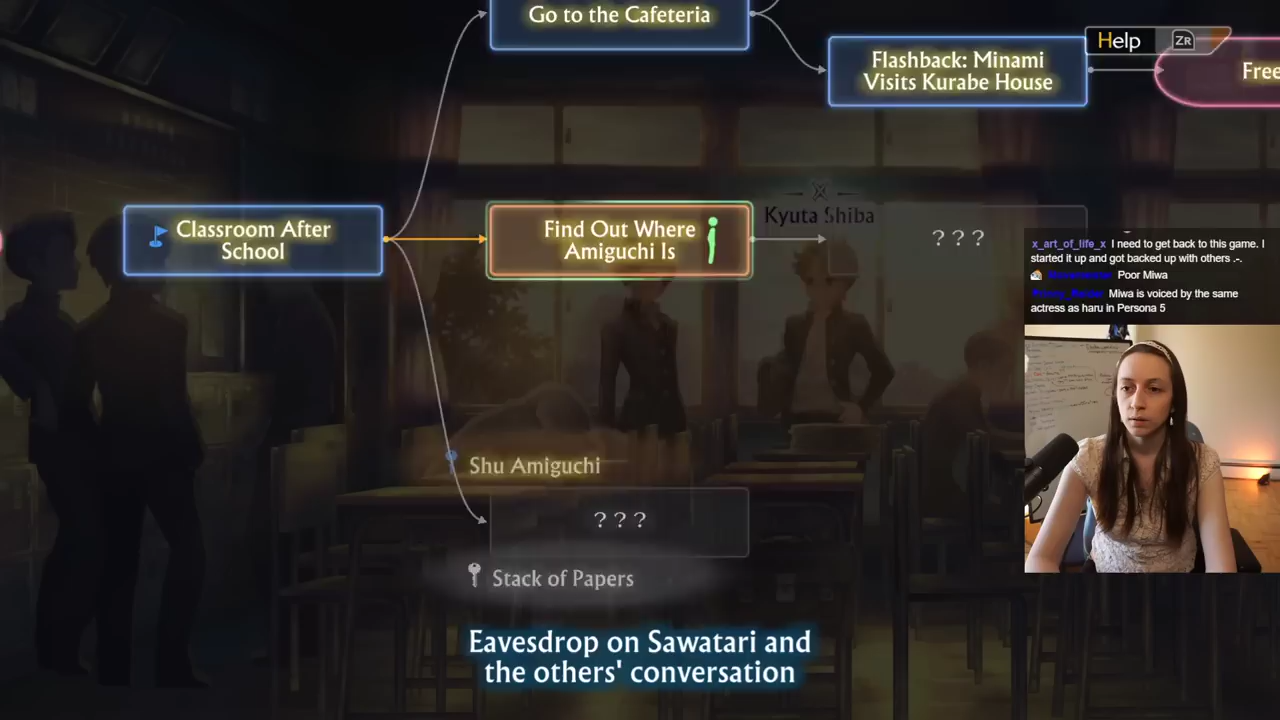 Go to the Cafeteria
Help ZR
Flashback: Minami
Visits Kurabe House
Free
Classroom After
School
Find Out Where
Amiguchi Is
Kyuta Shiba
???
x_art_of_life_x I need to get back to this game. I
started it up and got backed up with others .-.
Poor Miwa
Miwa is voiced by the same
actress as haru in Persona 5
Shu Amiguchi
???
Stack of Papers
Eavesdrop on Sawatari and
the others' conversation